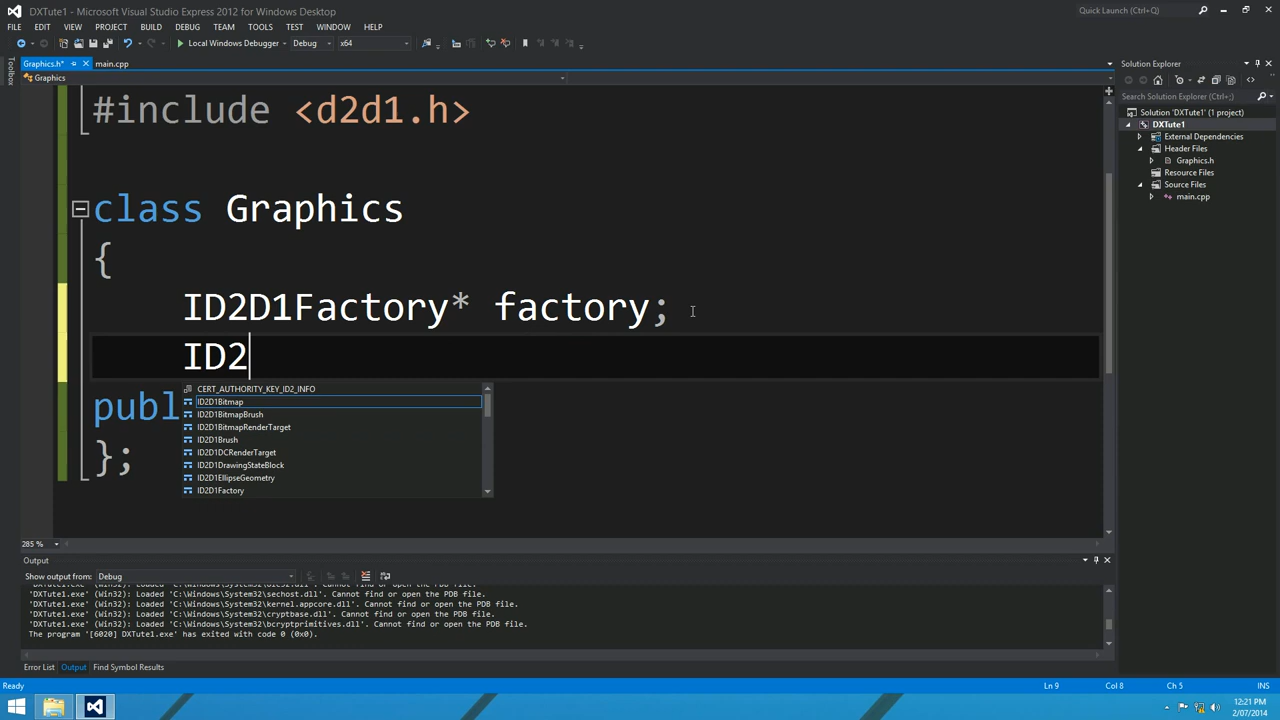 DXTute1 - Microsoft Visual Studio Express 2012 for Windows Desktop
Quick Launch (Ctrl+Q)
FILE EDIT VIEW PROJECT BUILD DEBUG TEAM TOOLS TEST WINDOW HELP
Local Windows Debugger Debug x64
Toolbox
Graphics.h* main.cpp
Graphics
#include <d2d1.h>
class Graphics
{
ID2D1Factory* factory;
ID2
CERT_AUTHORITY_KEY_ID2_INFO
ID2D1Bitmap
ID2D1BitmapBrush
ID2D1BitmapRenderTarget
ID2D1Brush
ID2D1DCRenderTarget
ID2D1DrawingStateBlock
ID2D1EllipseGeometry
ID2D1Factory
publ
};
285 %
Solution Explorer
Search Solution Explorer (Ctrl+;)
Solution 'DXTute1' (1 project)
DXTute1
External Dependencies
Header Files
Graphics.h
Resource Files
Source Files
main.cpp
Output
Show output from: Debug
'DXTute1.exe' (Win32): Loaded 'C:\Windows\System32\sechost.dll'. Cannot find or open the PDB file.
'DXTute1.exe' (Win32): Loaded 'C:\Windows\System32\kernel.appcore.dll'. Cannot find or open the PDB file.
'DXTute1.exe' (Win32): Loaded 'C:\Windows\System32\cryptbase.dll'. Cannot find or open the PDB file.
'DXTute1.exe' (Win32): Loaded 'C:\Windows\System32\bcryptprimitives.dll'. Cannot find or open the PDB file.
The program '[6020] DXTute1.exe' has exited with code 0 (0x0).
Error List Output Find Symbol Results
Ready Ln 9 Col 8 Ch 5 INS
12:21 PM
2/07/2014